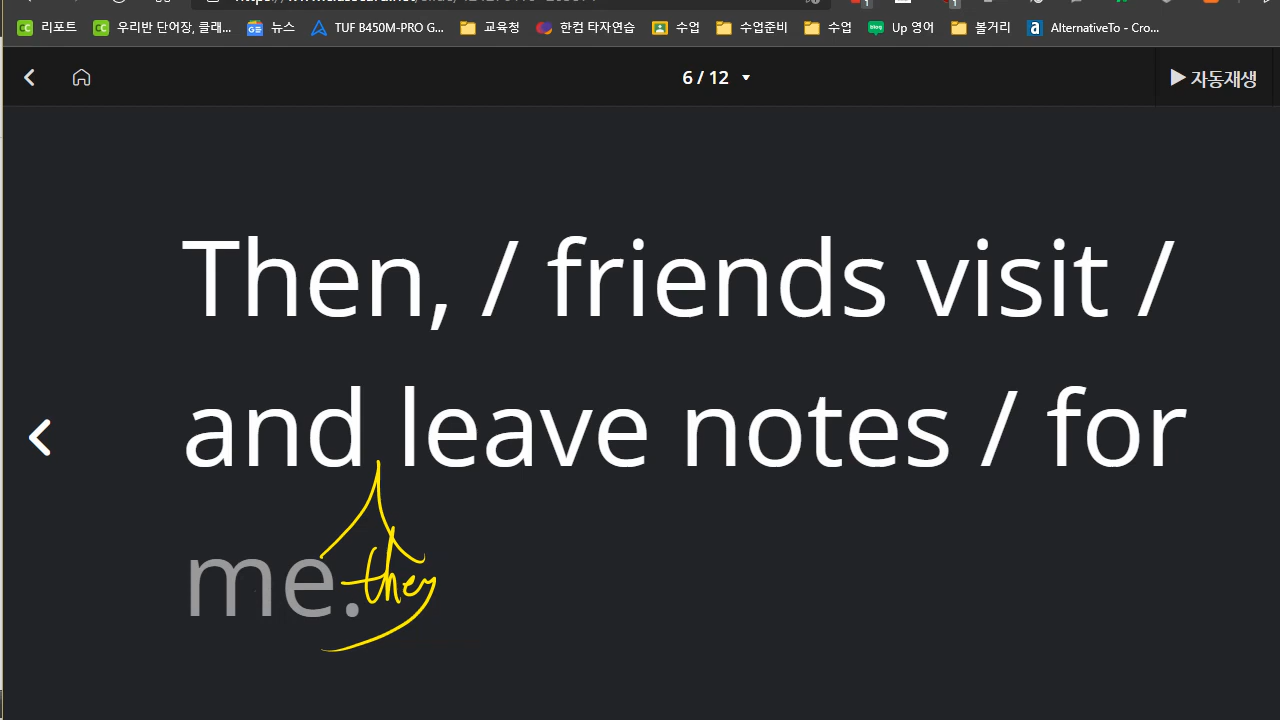 리포트 우리반 단어장, 클래... 뉴스 TUF B450M-PRO G... 교육청 한컴 타자연습 수업 수업준비 수업 Up 영어 볼거리 AlternativeTo - Cro...
6 / 12 자동재생
Then, / friends visit /
and leave notes / for
me.
they